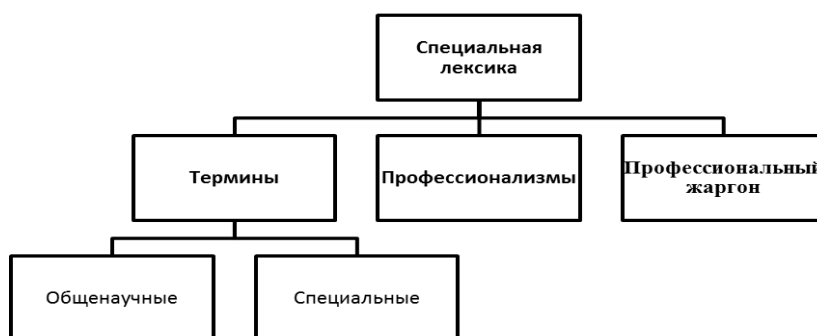 Специальная
лексика
Термины
Профессионализмы
Профессиональный
жаргон
Общенаучные
Специальные